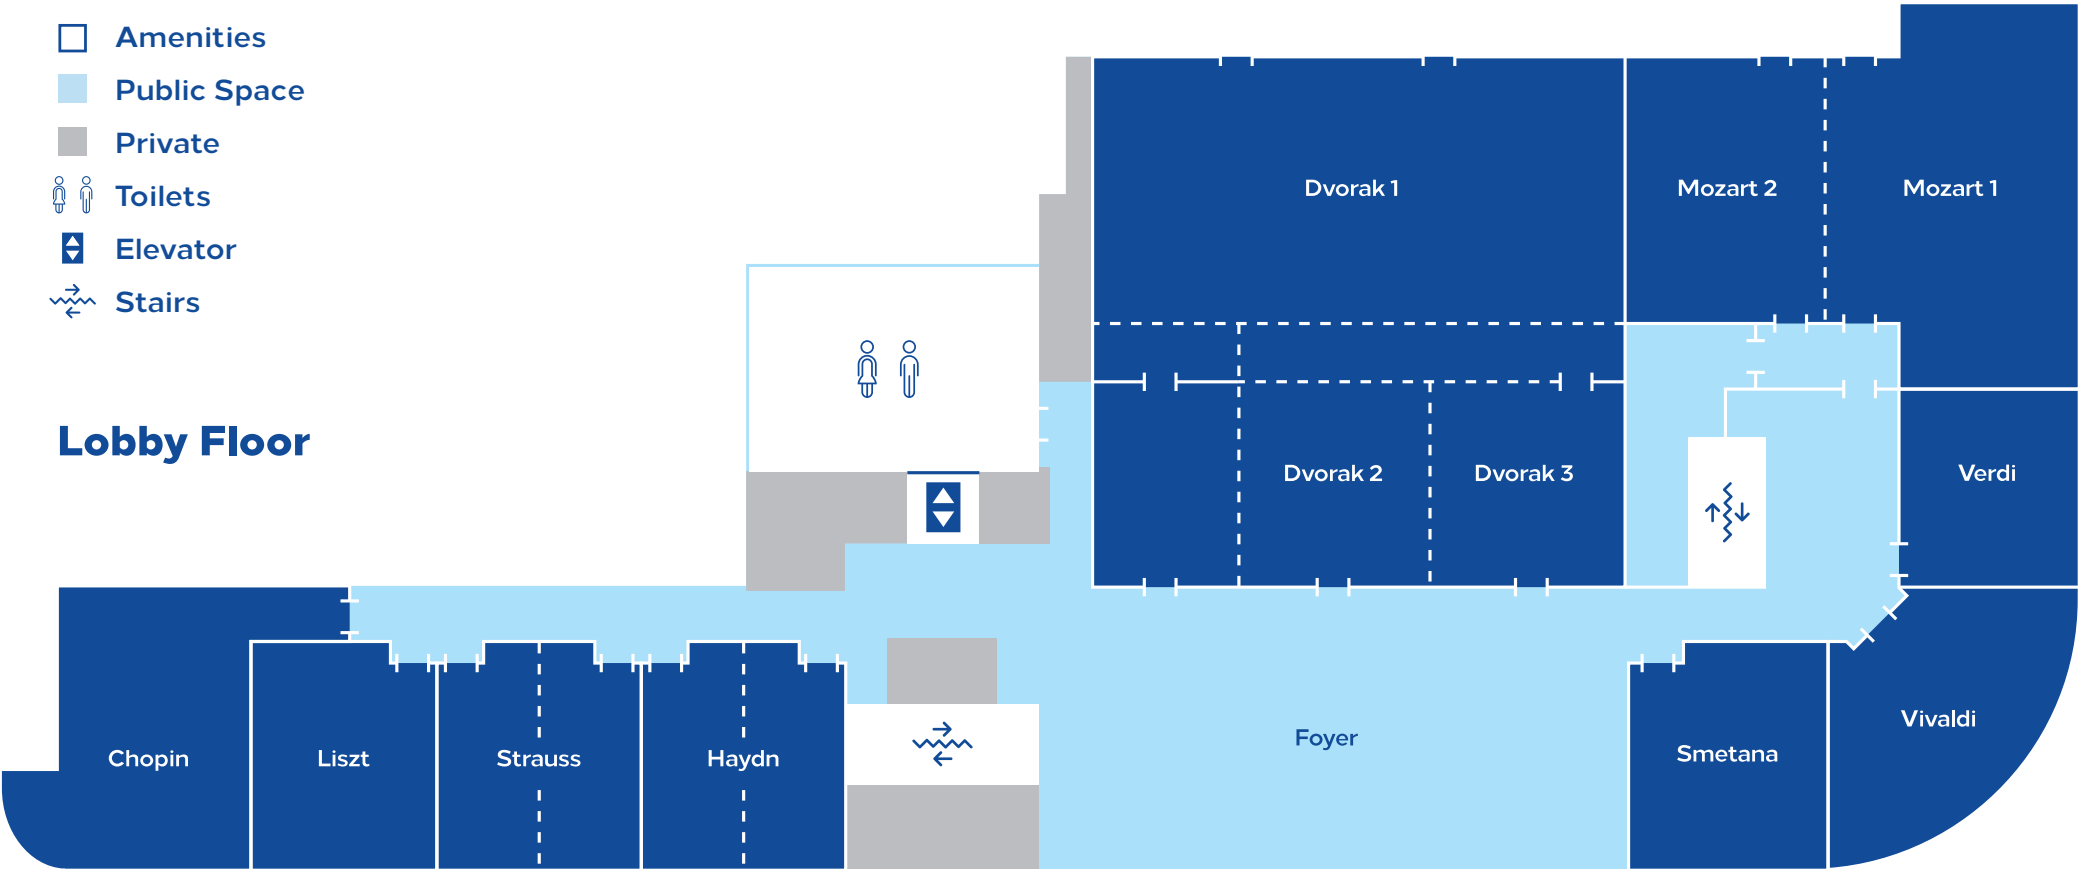 Amenities
Public Space
Private
Toilets
Elevator
Stairs
Lobby Floor
Dvorak 1
Mozart 2
Mozart 1
Dvorak 2
Dvorak 3
Verdi
Foyer
Vivaldi
Smetana
Chopin
Liszt
Strauss
Haydn